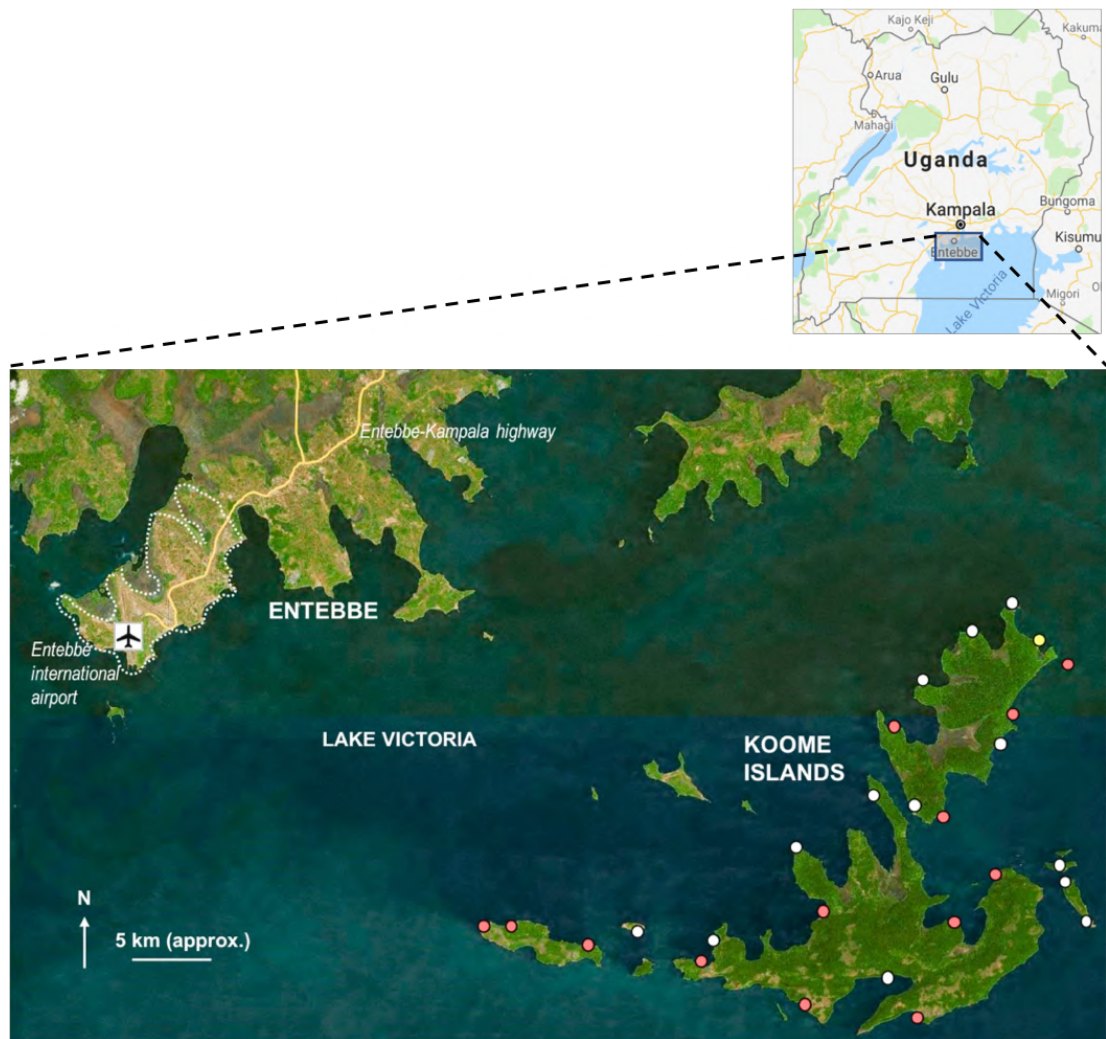 Kajo Keji
Kakuma
Arua
Gulu
Mahagi
Uganda
Kampala
Bungoma
Kisumu
Entebbe
Migori
Lake Victoria
Entebbe-Kampala highway
ENTEBBE
Entebbe
international
airport
LAKE VICTORIA
KOOME
ISLANDS
N
5 km (approx.)